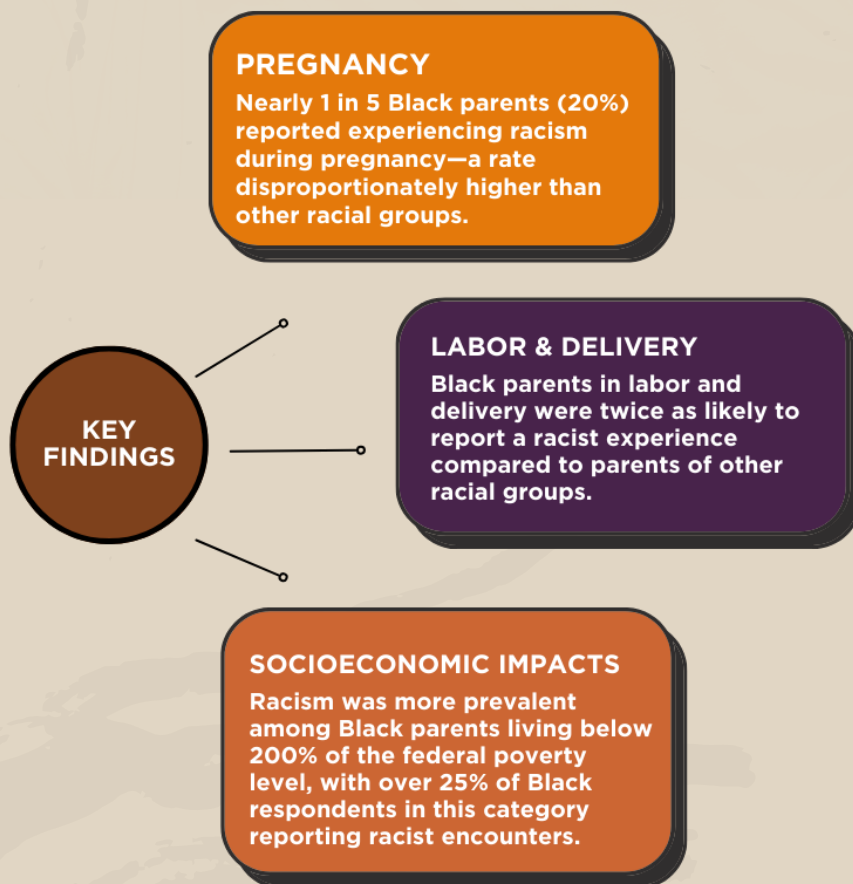 PREGNANCY
Nearly 1 in 5 Black parents (20%)
reported experiencing racism
during pregnancy—a rate
disproportionately higher than
other racial groups.
KEY
FINDINGS
LABOR & DELIVERY
Black parents in labor and
delivery were twice as likely to
report a racist experience
compared to parents of other
racial groups.
SOCIOECONOMIC IMPACTS
Racism was more prevalent
among Black parents living below
200% of the federal poverty
level, with over 25% of Black
respondents in this category
reporting racist encounters.